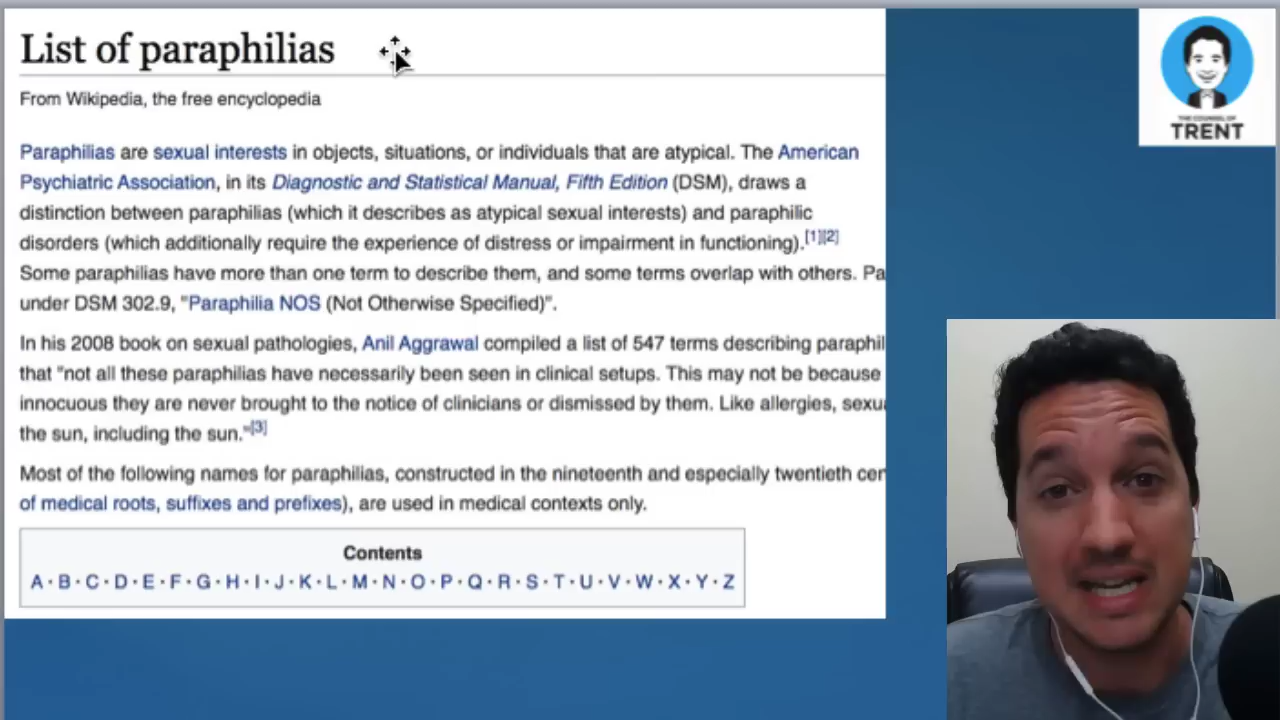 List of paraphilias
From Wikipedia, the free encyclopedia
Paraphilias are sexual interests in objects, situations, or individuals that are atypical. The American
Psychiatric Association, in its Diagnostic and Statistical Manual, Fifth Edition (DSM), draws a
distinction between paraphilias (which it describes as atypical sexual interests) and paraphilic
disorders (which additionally require the experience of distress or impairment in functioning).[1][2]
Some paraphilias have more than one term to describe them, and some terms overlap with others. Pa
under DSM 302.9, "Paraphilia NOS (Not Otherwise Specified)".
In his 2008 book on sexual pathologies, Anil Aggrawal compiled a list of 547 terms describing paraphil
that "not all these paraphilias have necessarily been seen in clinical setups. This may not be because
innocuous they are never brought to the notice of clinicians or dismissed by them. Like allergies, sexu
the sun, including the sun."[3]
Most of the following names for paraphilias, constructed in the nineteenth and especially twentieth cen
of medical roots, suffixes and prefixes), are used in medical contexts only.
Contents
A · B · C · D · E · F · G · H · I · J · K · L · M · N · O · P · Q · R · S · T · U · V · W · X · Y · Z
THE COUNSEL OF
TRENT